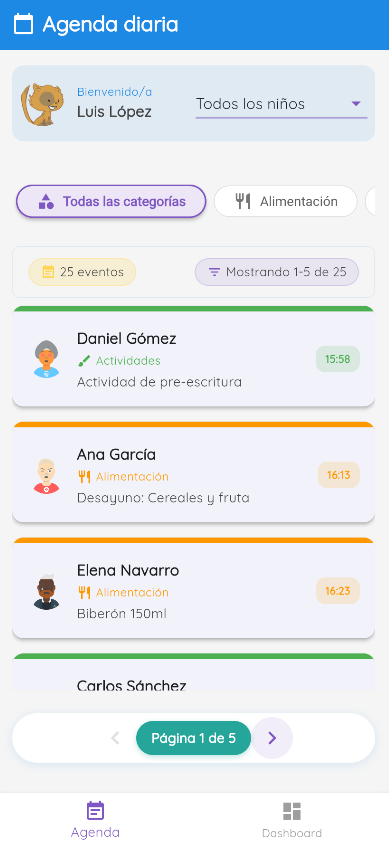 Agenda diaria
Bienvenido/a
Luis López
Todos los niños
Todas las categorías
Alimentación
25 eventos
Mostrando 1-5 de 25
Daniel Gómez
Actividades
Actividad de pre-escritura
15:58
Ana García
Alimentación
Desayuno: Cereales y fruta
16:13
Elena Navarro
Alimentación
Biberón 150ml
16:23
Carlos Sánchez
Página 1 de 5
Agenda
Dashboard